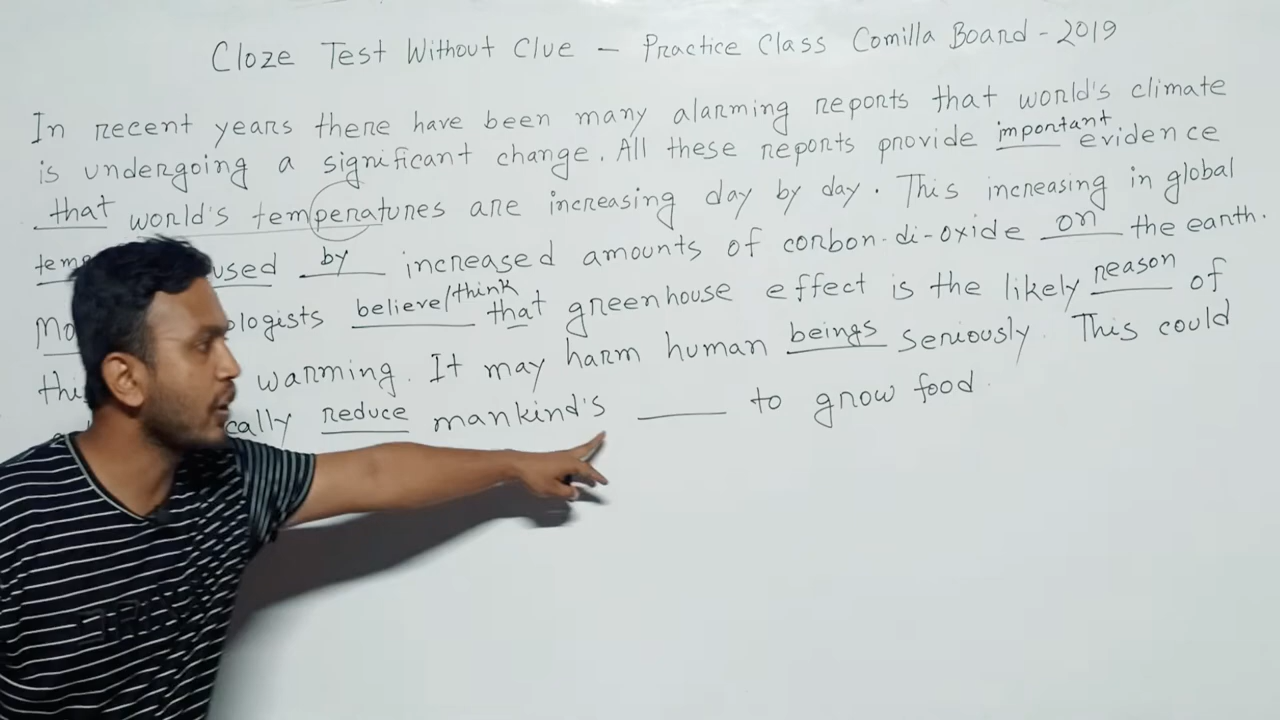 Cloze Test Without Clue – Practice Class Comilla Board - 2019
In recent years there have been many alarming reports that world's climate
is undergoing a significant change. All these reports provide important evidence
that world's temperatures are increasing day by day. This increasing in global
by increased amounts of corbon-di-oxide on the earth.
believe/think that greenhouse effect is the likely reason of
warming. It may harm human beings seriously. This could
reduce mankind's ____ to grow food.